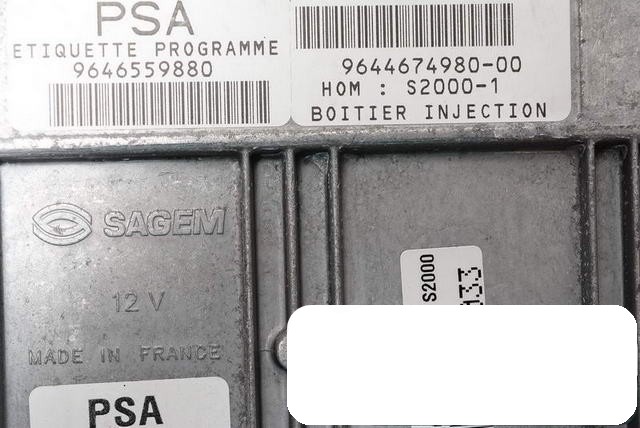 PSA
ETIQUETTE PROGRAMME
9646559880
9644674980-00
HOM : S2000-1
BOITIER INJECTION
SAGEM
12 V
MADE IN FRANCE
S2000
PSA